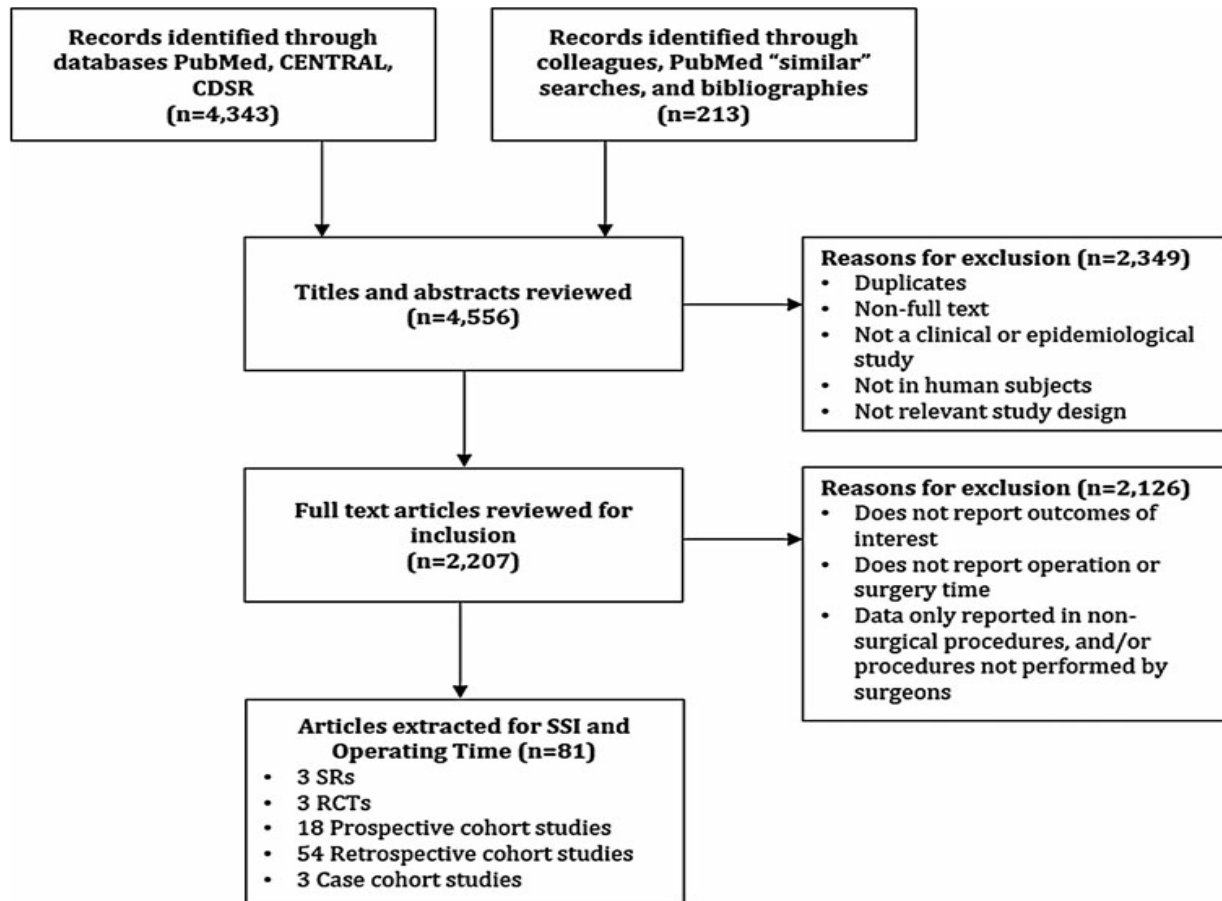 Records identified through
databases PubMed, CENTRAL,
CDSR
(n=4,343)
Records identified through
colleagues, PubMed “similar”
searches, and bibliographies
(n=213)
Titles and abstracts reviewed
(n=4,556)
Reasons for exclusion (n=2,349)
• Duplicates
• Non-full text
• Not a clinical or epidemiological
study
• Not in human subjects
• Not relevant study design
Full text articles reviewed for
inclusion
(n=2,207)
Reasons for exclusion (n=2,126)
• Does not report outcomes of
interest
• Does not report operation or
surgery time
• Data only reported in non-
surgical procedures, and/or
procedures not performed by
surgeons
Articles extracted for SSI and
Operating Time (n=81)
• 3 SRs
• 3 RCTs
• 18 Prospective cohort studies
• 54 Retrospective cohort studies
• 3 Case cohort studies